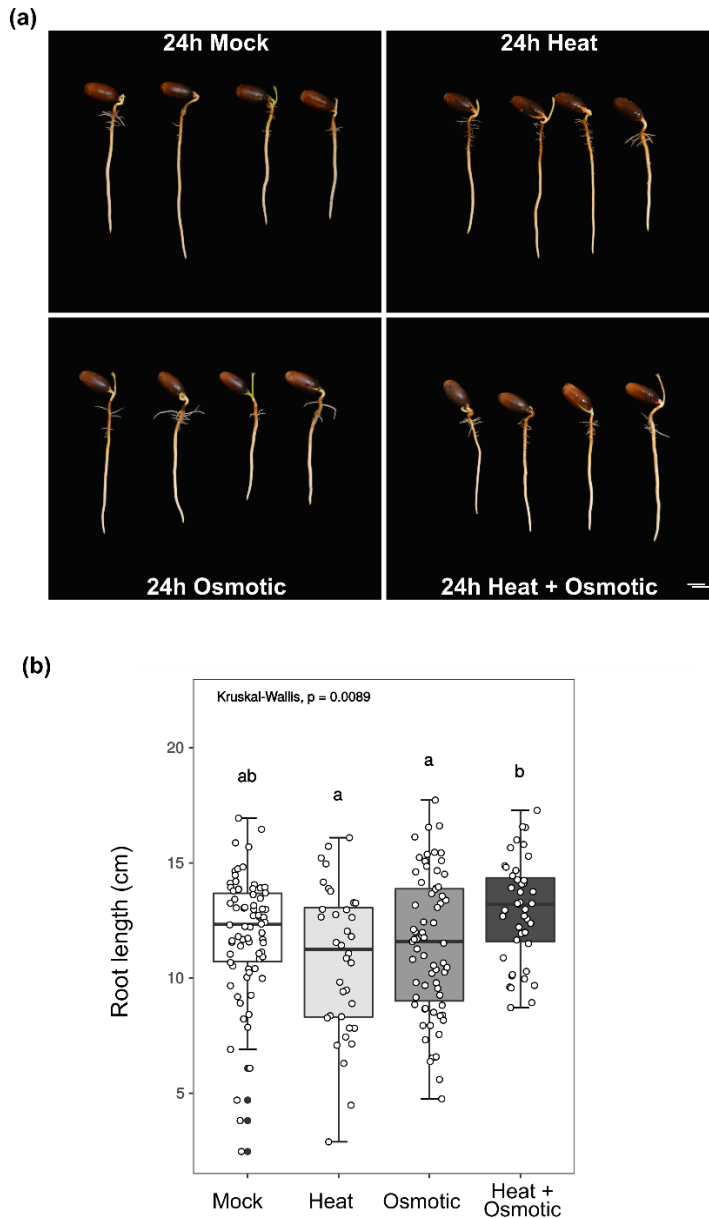 (a)
24h Mock
24h Heat
24h Osmotic
24h Heat + Osmotic
(b)
Kruskal-Wallis, p = 0.0089
20
15
10
5
Root length (cm)
ab
a
a
b
Mock
Heat
Osmotic
Heat +
Osmotic